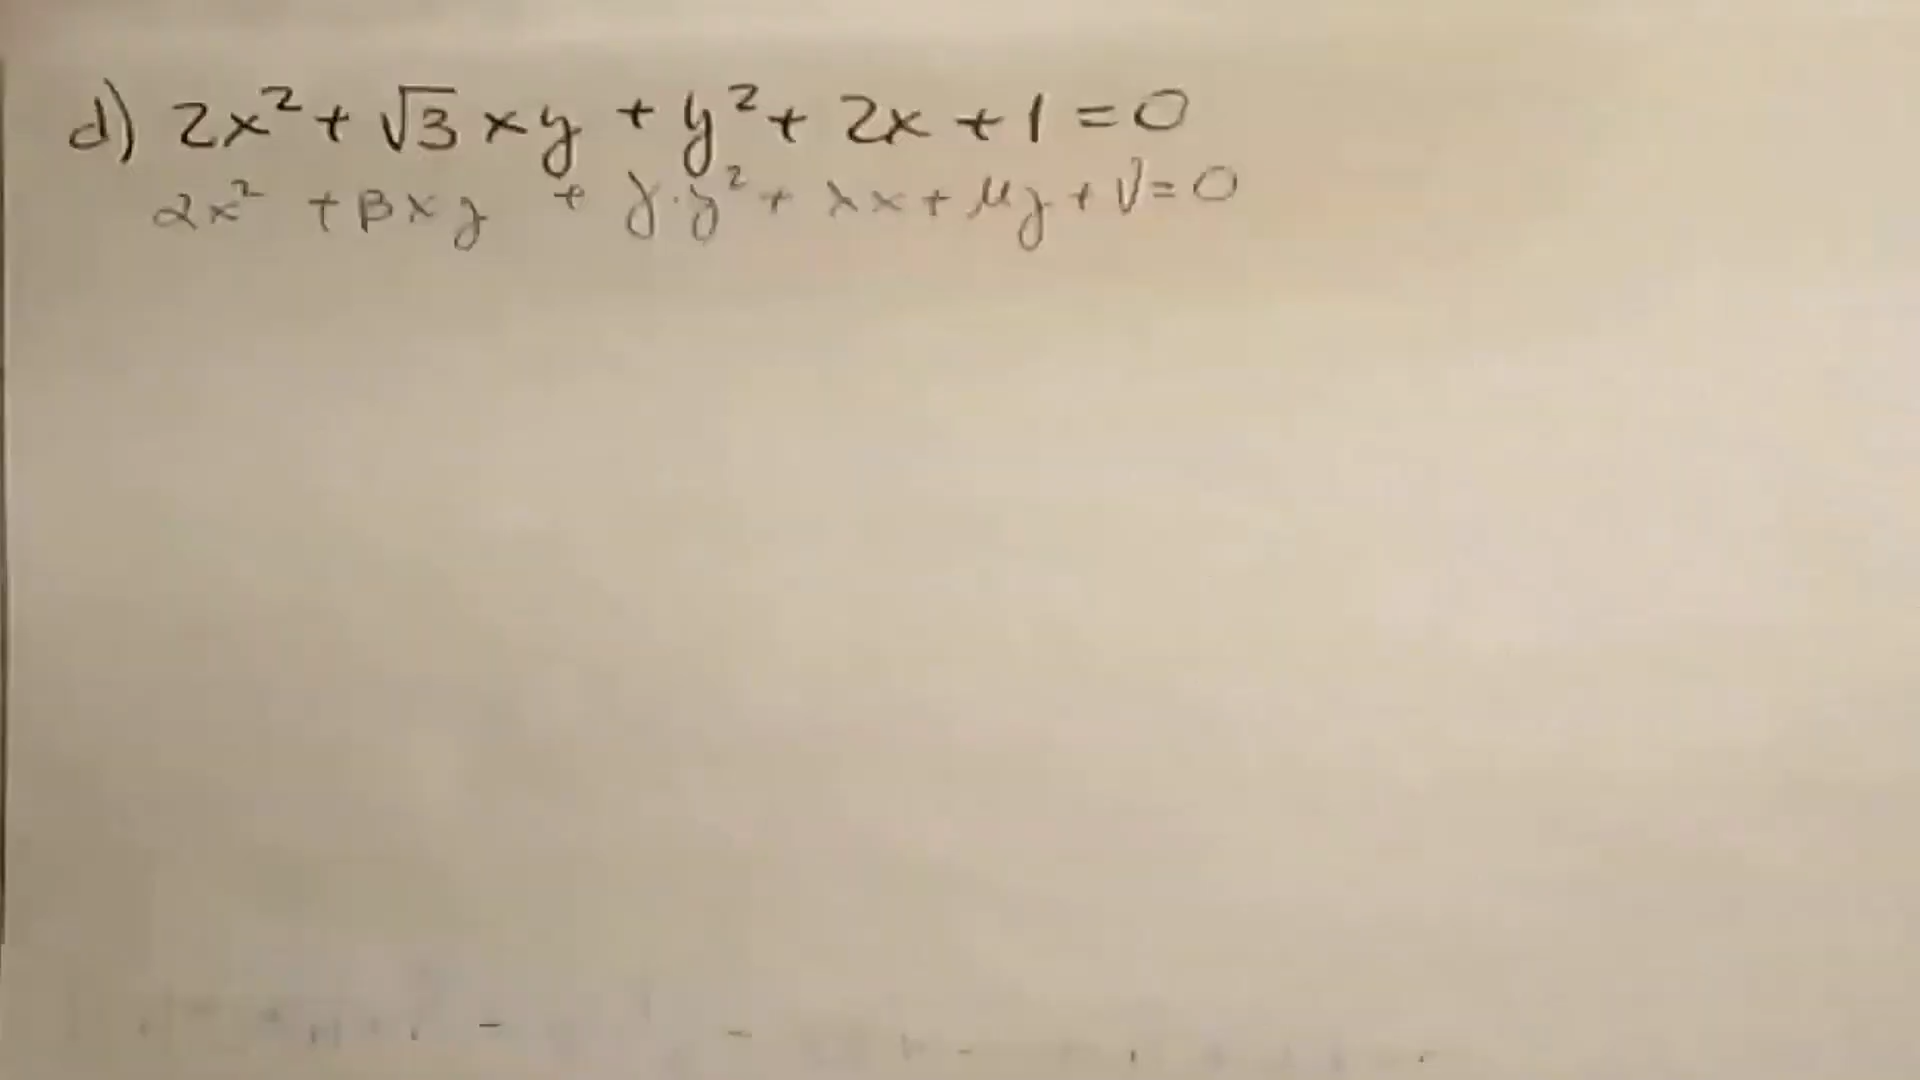 d) 2x² + √3 xy + y² + 2x + 1 = 0
αx² + βxy + γ·y² + λx + μy + ν = 0